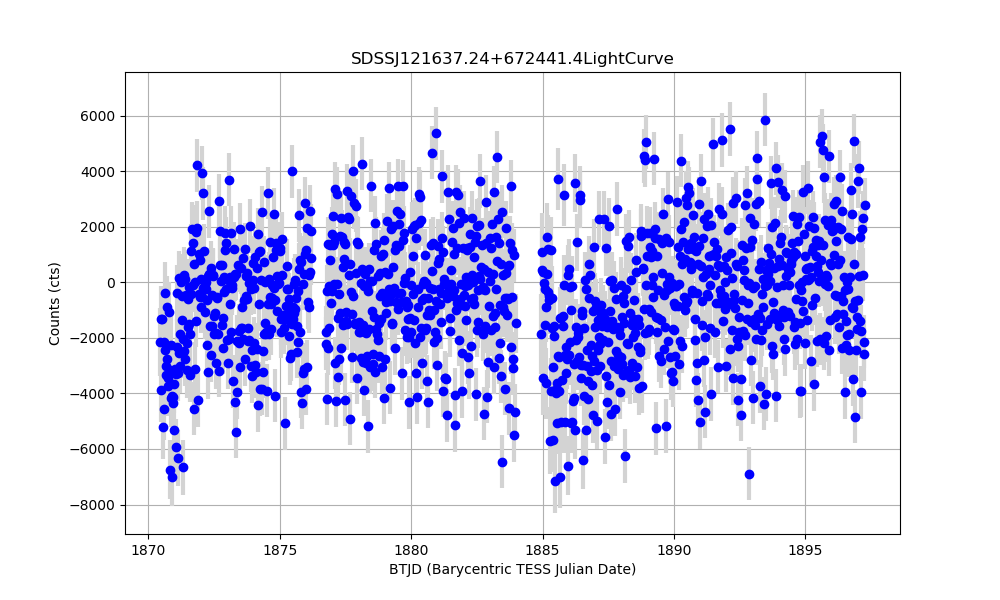 SDSSJ121637.24+672441.4LightCurve
6000
4000
2000
0
−2000
−4000
−6000
−8000
Counts (cts)
1870 1875 1880 1885 1890 1895
BTJD (Barycentric TESS Julian Date)